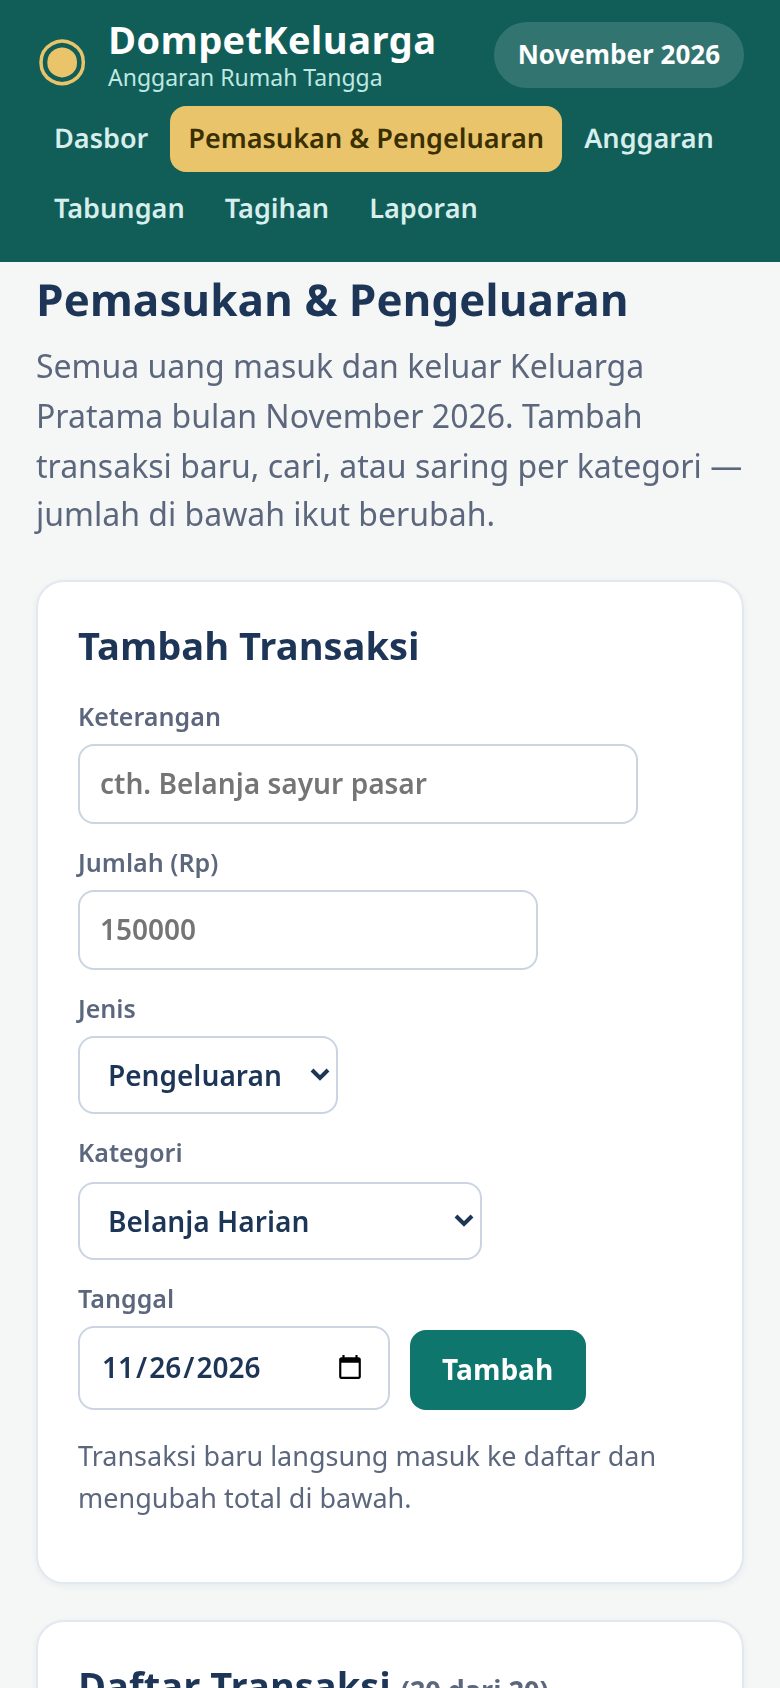 DompetKeluarga
Anggaran Rumah Tangga
November 2026
Dasbor
Pemasukan & Pengeluaran
Anggaran
Tabungan
Tagihan
Laporan
Pemasukan & Pengeluaran
Semua uang masuk dan keluar Keluarga
Pratama bulan November 2026. Tambah
transaksi baru, cari, atau saring per kategori —
jumlah di bawah ikut berubah.
Tambah Transaksi
Keterangan
cth. Belanja sayur pasar
Jumlah (Rp)
150000
Jenis
Pengeluaran
Kategori
Belanja Harian
Tanggal
11/26/2026
Tambah
Transaksi baru langsung masuk ke daftar dan
mengubah total di bawah.
Daftar Transaksi (20 dari 20)